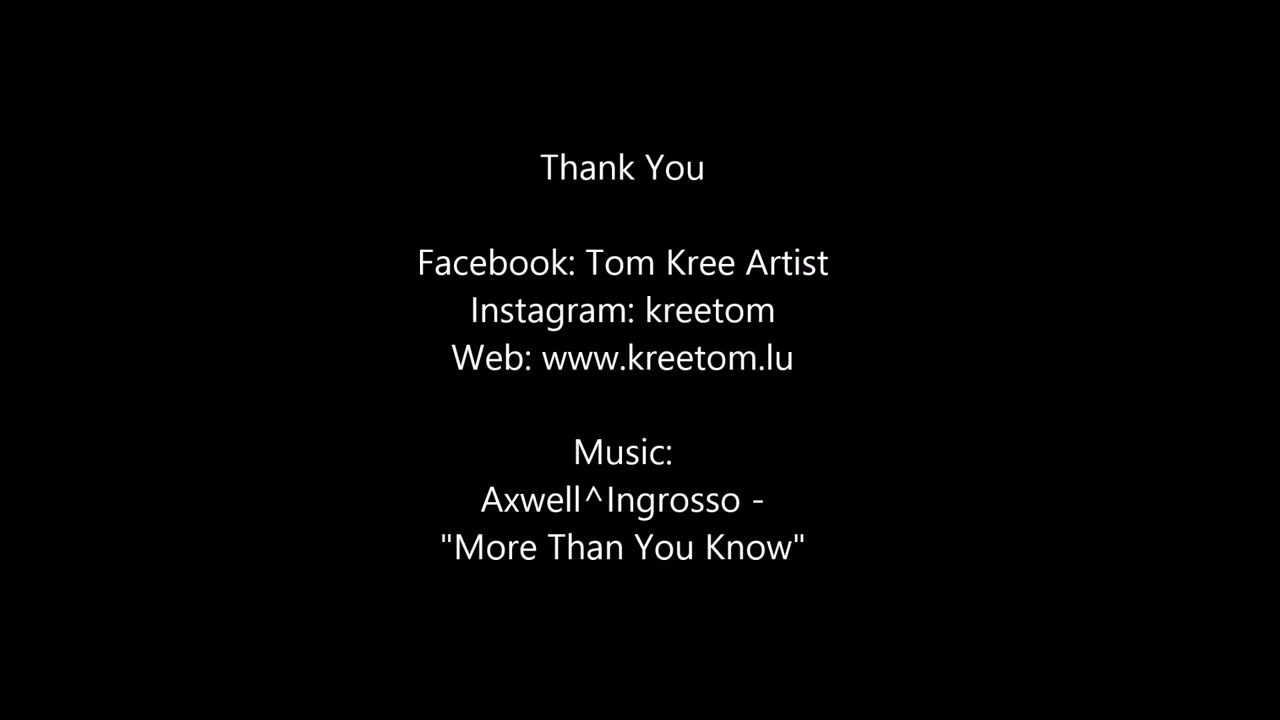 Thank You
Facebook: Tom Kree Artist
Instagram: kreetom
Web: www.kreetom.lu
Music:
Axwell^Ingrosso -
"More Than You Know"